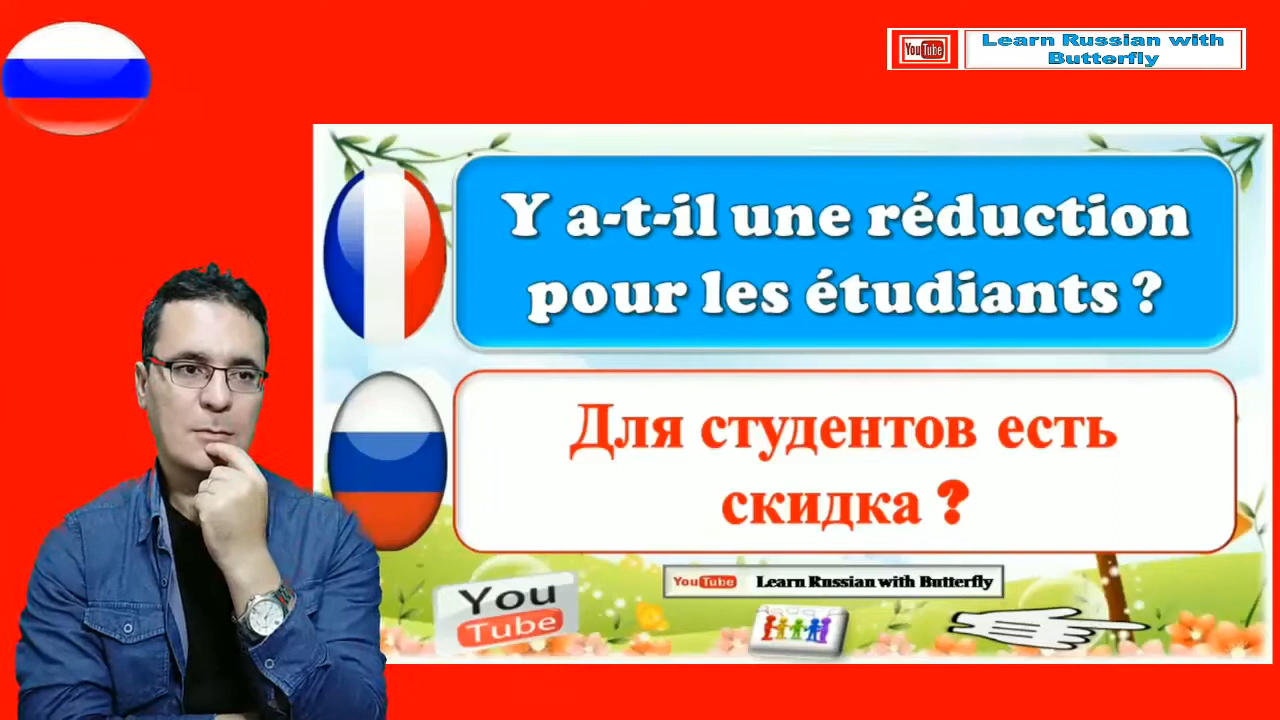 YouTube
Learn Russian with
Butterfly
Y a-t-il une réduction
pour les étudiants ?
Для студентов есть
скидка ?
YouTube Learn Russian with Butterfly
You
Tube